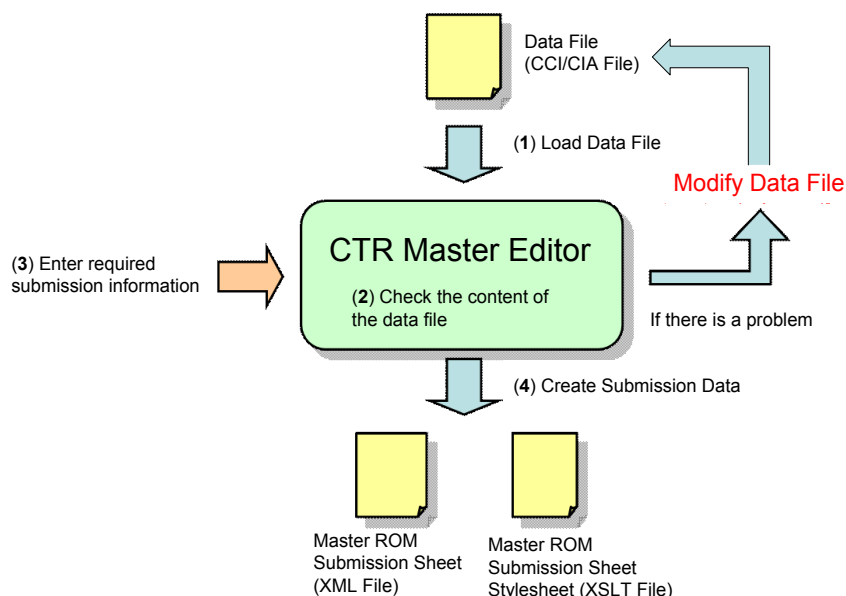 Data File
(CCI/CIA File)
(1) Load Data File
Modify Data File
CTR Master Editor
(3) Enter required
submission information
(2) Check the content of
the data file
If there is a problem
(4) Create Submission Data
Master ROM
Submission Sheet
(XML File)
Master ROM
Submission Sheet
Stylesheet (XSLT File)